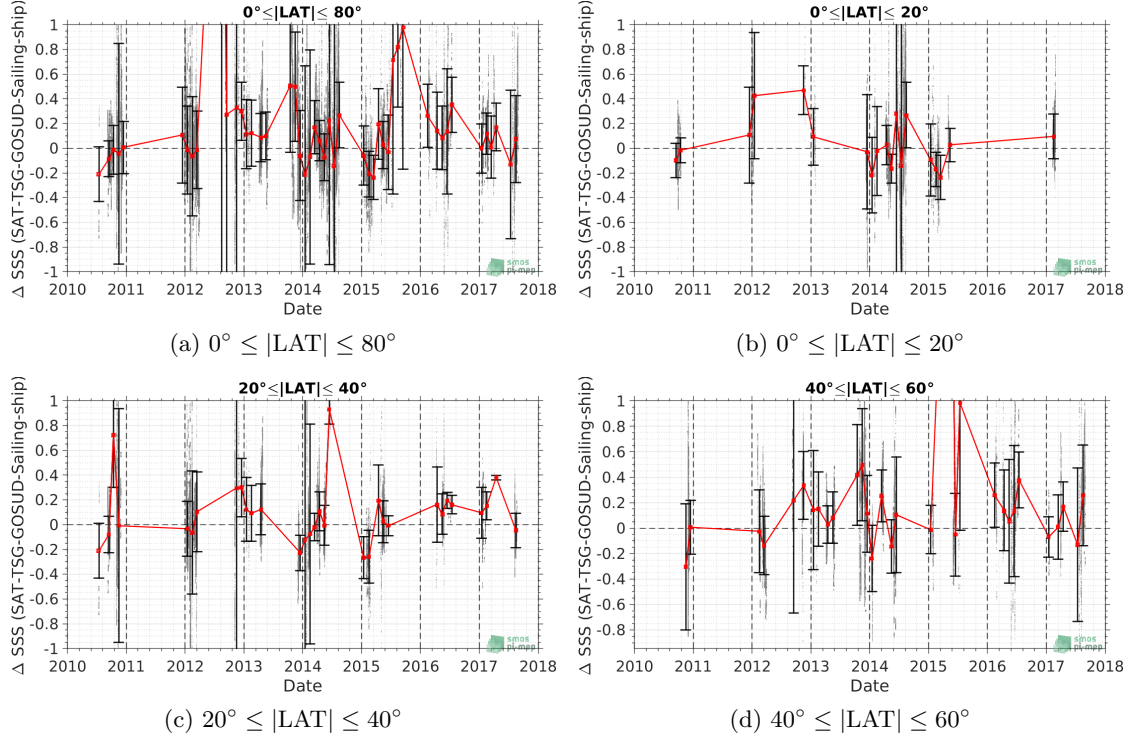 0°≤|LAT|≤ 80°
Δ SSS (SAT-TSG-GOSUD-Sailing-ship)
1
0.8
0.6
0.4
0.2
0
-0.2
-0.4
-0.6
-0.8
-1
2010 2011 2012 2013 2014 2015 2016 2017 2018
Date
smos
pi-mep
(a) 0° ≤ |LAT| ≤ 80°
0°≤|LAT|≤ 20°
Δ SSS (SAT-TSG-GOSUD-Sailing-ship)
1
0.8
0.6
0.4
0.2
0
-0.2
-0.4
-0.6
-0.8
-1
2010 2011 2012 2013 2014 2015 2016 2017 2018
Date
smos
pi-mep
(b) 0° ≤ |LAT| ≤ 20°
20°≤|LAT|≤ 40°
Δ SSS (SAT-TSG-GOSUD-Sailing-ship)
1
0.8
0.6
0.4
0.2
0
-0.2
-0.4
-0.6
-0.8
-1
2010 2011 2012 2013 2014 2015 2016 2017 2018
Date
smos
pi-mep
(c) 20° ≤ |LAT| ≤ 40°
40°≤|LAT|≤ 60°
Δ SSS (SAT-TSG-GOSUD-Sailing-ship)
1
0.8
0.6
0.4
0.2
0
-0.2
-0.4
-0.6
-0.8
2010 2011 2012 2013 2014 2015 2016 2017 2018
Date
smos
pi-mep
(d) 40° ≤ |LAT| ≤ 60°